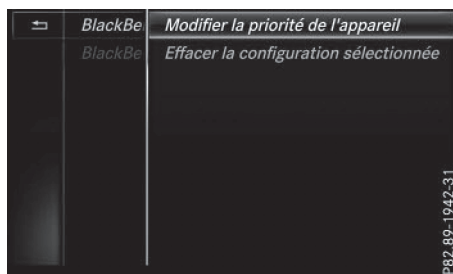 BlackBe Modifier la priorité de l'appareil
BlackBe Effacer la configuration sélectionnée
P82.89-1942-31